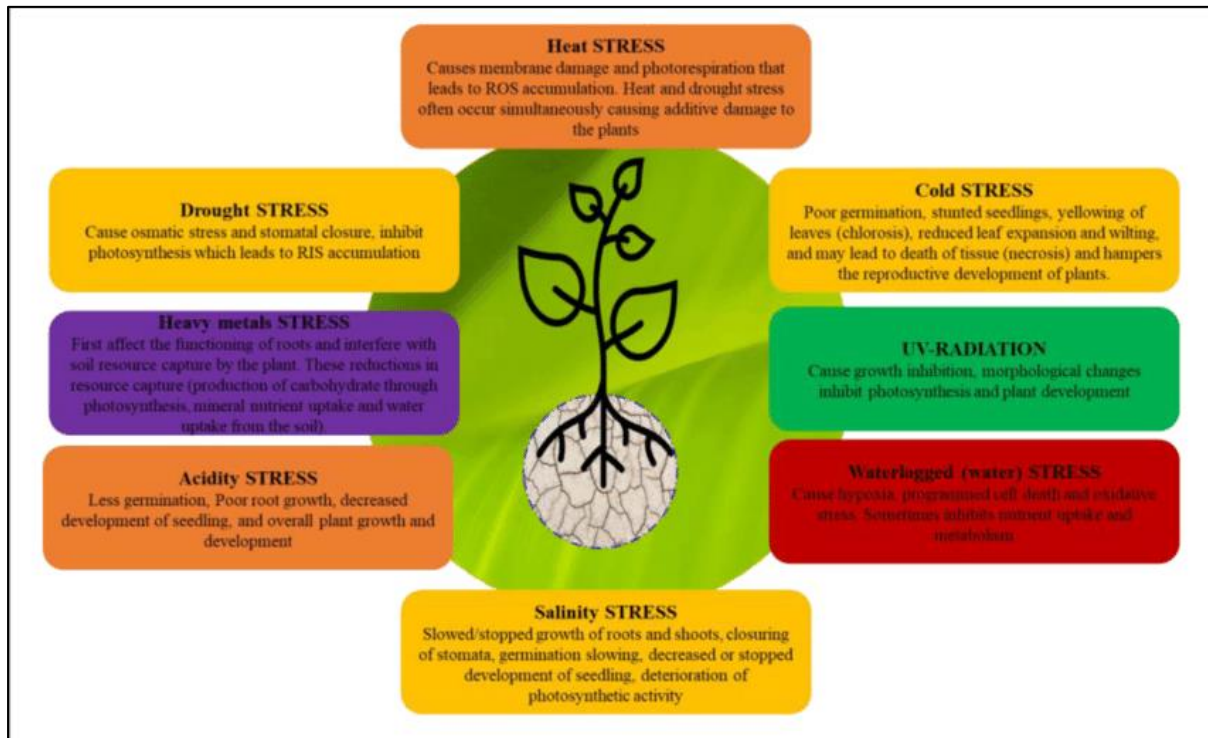 Heat STRESS
Causes membrane damage and photorespiration that
leads to ROS accumulation. Heat and drought stress
often occur simultaneously causing additive damage to
the plants
Drought STRESS
Cause osmatic stress and stomatal closure, inhibit
photosynthesis which leads to RIS accumulation
Cold STRESS
Poor germination, stunted seedlings, yellowing of
leaves (chlorosis), reduced leaf expansion and wilting,
and may lead to death of tissue (necrosis) and hampers
the reproductive development of plants.
Heavy metals STRESS
First affect the functioning of roots and interfere with
soil resource capture by the plant. These reductions in
resource capture (production of carbohydrate through
photosynthesis, mineral nutrient uptake and water
uptake from the soil).
UV-RADIATION
Cause growth inhibition, morphological changes
inhibit photosynthesis and plant development
Acidity STRESS
Less germination, Poor root growth, decreased
development of seedling, and overall plant growth and
development
Waterlogged (water) STRESS
Cause hypoxia, programmed cell death and oxidative
stress. Sometimes inhibits nutrient uptake and
metabolism
Salinity STRESS
Slowed/stopped growth of roots and shoots, closuring
of stomata, germination slowing, decreased or stopped
development of seedling, deterioration of
photosynthetic activity